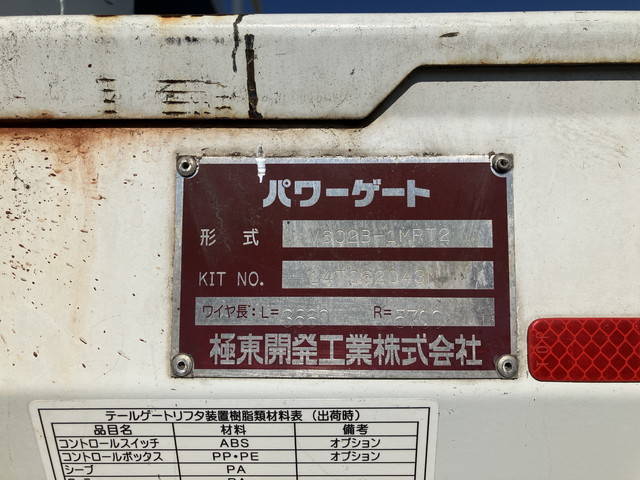 パワーゲート
形式
KIT NO.
ワイヤ長:L= R=
極東開発工業株式会社
テールゲートリフタ装置樹脂類材料表(出荷時)
品目名 材料 備考
コントロールスイッチ ABS オプション
コントロールボックス PP・PE オプション
シーブ PA